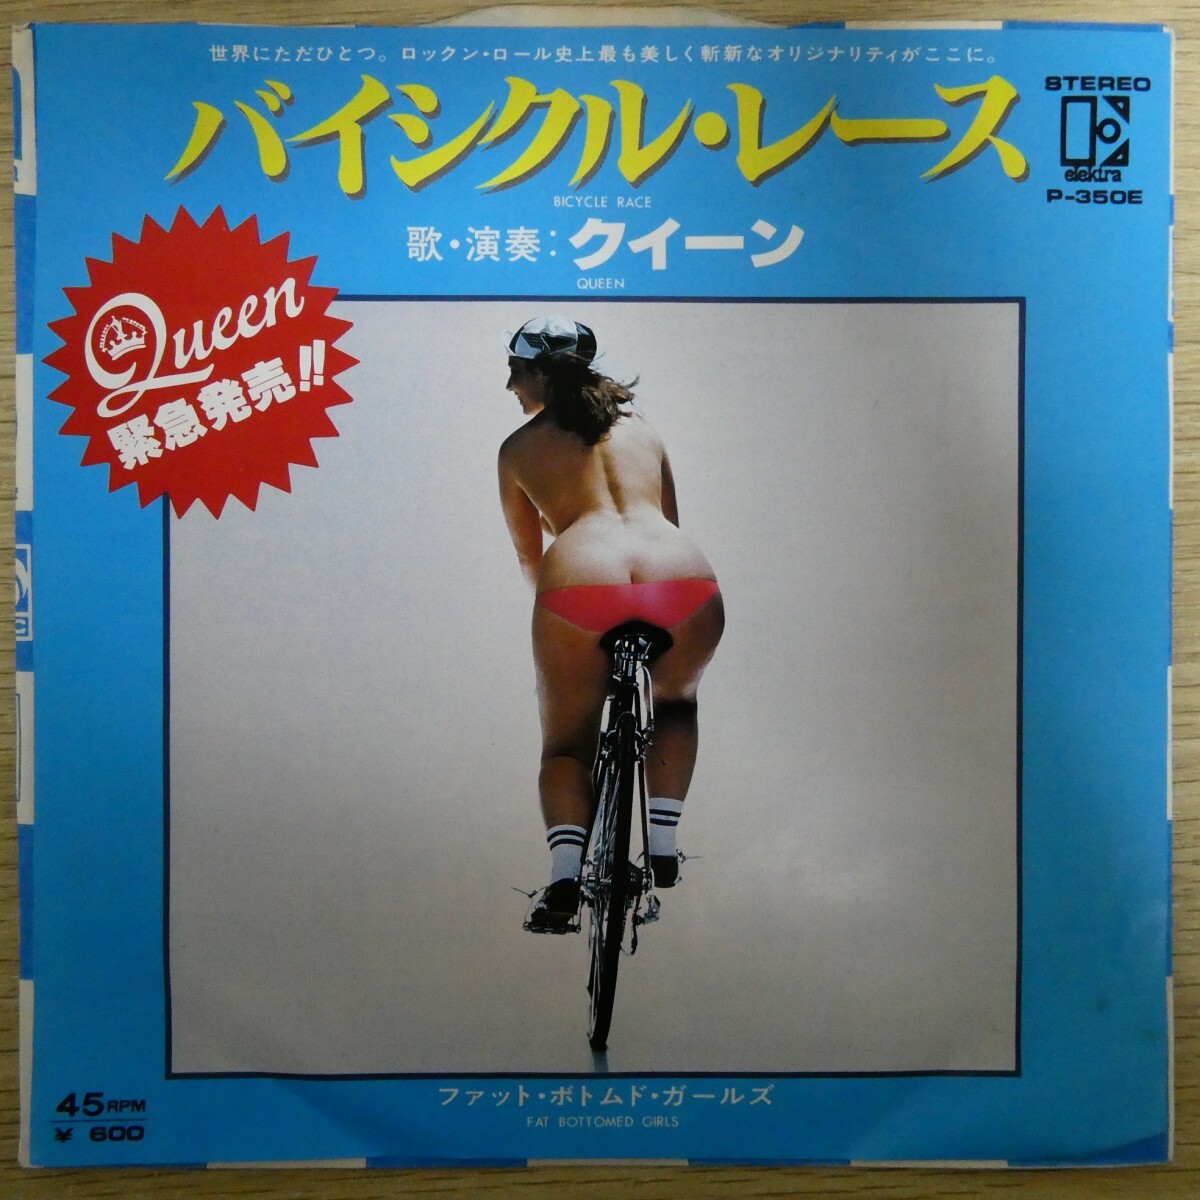 世界にただひとつ。ロックン・ロール史上最も美しく斬新なオリジナリティがここに。
バイシクル・レース
BICYCLE RACE
歌・演奏:クイーン
QUEEN
STEREO
elektra
P-350E
Queen
緊急発売!!
ファット・ボトムド・ガールズ
FAT BOTTOMED GIRLS
45RPM
¥ 600